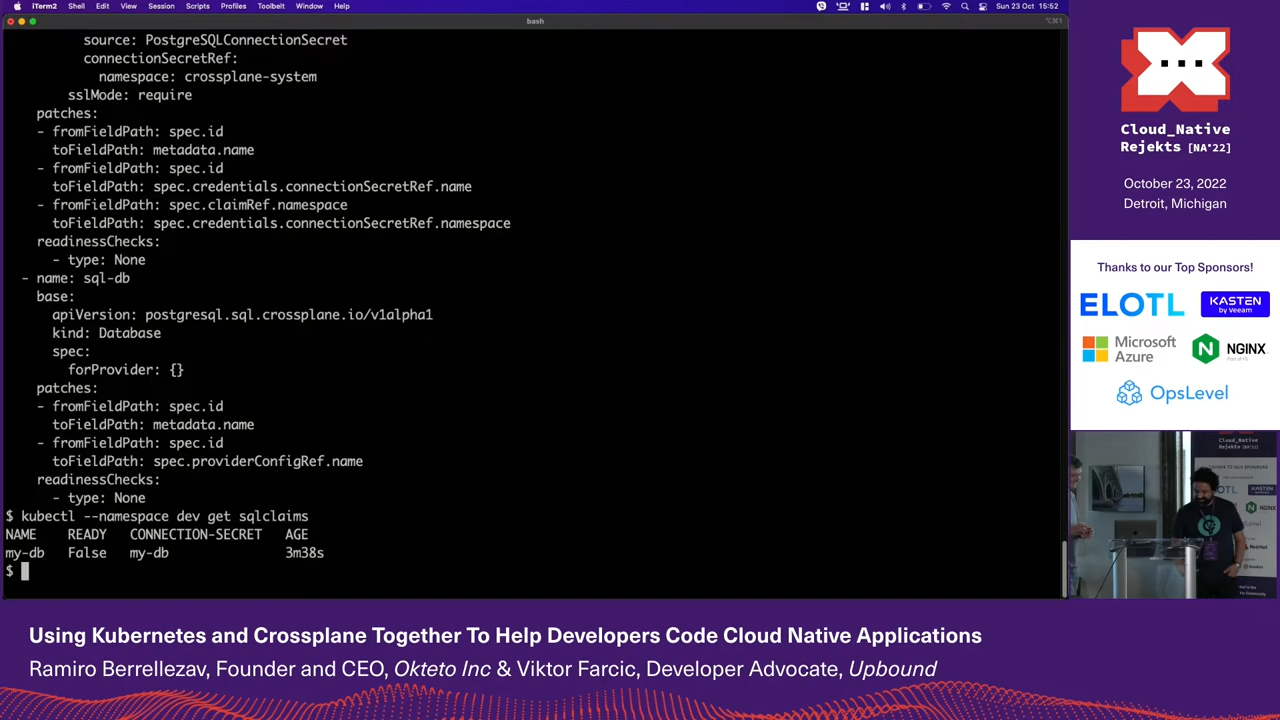 iTerm2 Shell Edit View Session Scripts Profiles Toolbelt Window Help
Sun 23 Oct 15:52
bash
⌥⌘1
source: PostgreSQLConnectionSecret
connectionSecretRef:
namespace: crossplane-system
sslMode: require
patches:
- fromFieldPath: spec.id
toFieldPath: metadata.name
- fromFieldPath: spec.id
toFieldPath: spec.credentials.connectionSecretRef.name
- fromFieldPath: spec.claimRef.namespace
toFieldPath: spec.credentials.connectionSecretRef.namespace
readinessChecks:
- type: None
- name: sql-db
base:
apiVersion: postgresql.sql.crossplane.io/v1alpha1
kind: Database
spec:
forProvider: {}
patches:
- fromFieldPath: spec.id
toFieldPath: metadata.name
- fromFieldPath: spec.id
toFieldPath: spec.providerConfigRef.name
readinessChecks:
- type: None
$ kubectl --namespace dev get sqlclaims
NAME READY CONNECTION-SECRET AGE
my-db False my-db 3m38s
$
Cloud_Native
Rejekts [NA'22]
October 23, 2022
Detroit, Michigan
Thanks to our Top Sponsors!
ELOTL
KASTEN
by Veeam
Microsoft
Azure
N NGINX
OpsLevel
Using Kubernetes and Crossplane Together To Help Developers Code Cloud Native Applications
Ramiro Berrellezav, Founder and CEO, Okteto Inc & Viktor Farcic, Developer Advocate, Upbound